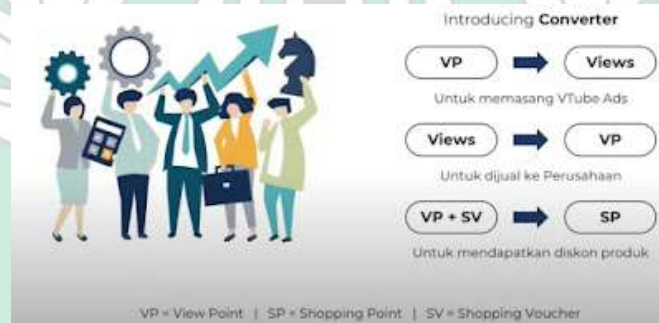 Introducing Converter
VP Views
Untuk memasang VTube Ads
Views VP
Untuk dijual ke Perusahaan
VP + SV SP
Untuk mendapatkan diskon produk
VP = View Point | SP = Shopping Point | SV = Shopping Voucher